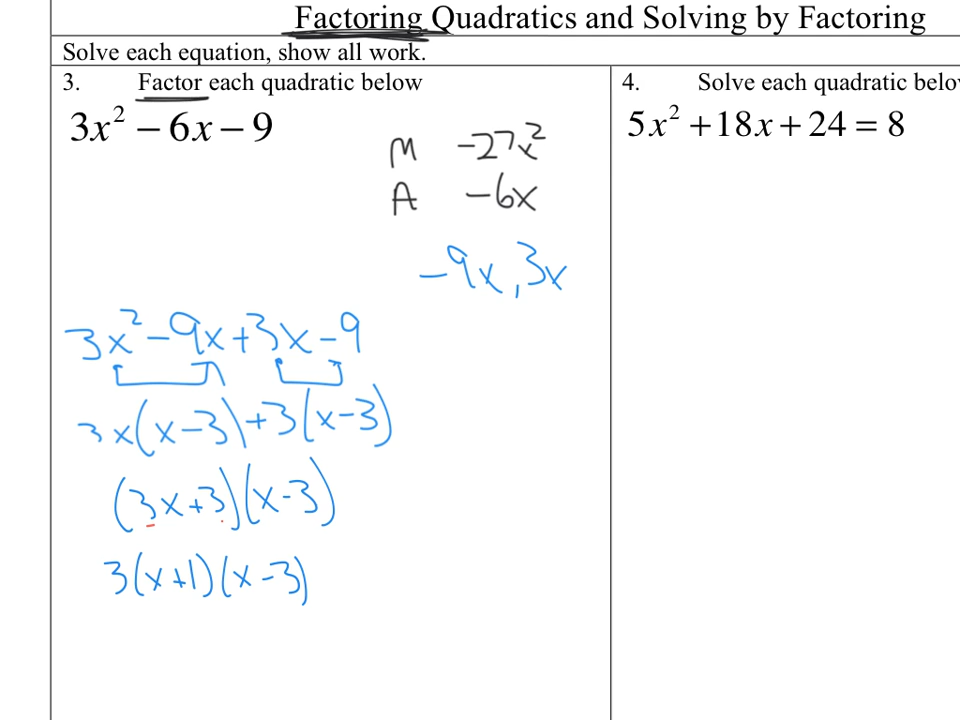 Factoring Quadratics and Solving by Factoring
Solve each equation, show all work.
3. Factor each quadratic below
3x² − 6x − 9
M −27x²
A −6x
−9x, 3x
3x² − 9x + 3x − 9
3x(x−3) + 3(x−3)
(3x+3)(x−3)
3(x+1)(x−3)
4. Solve each quadratic belo
5x² + 18x + 24 = 8